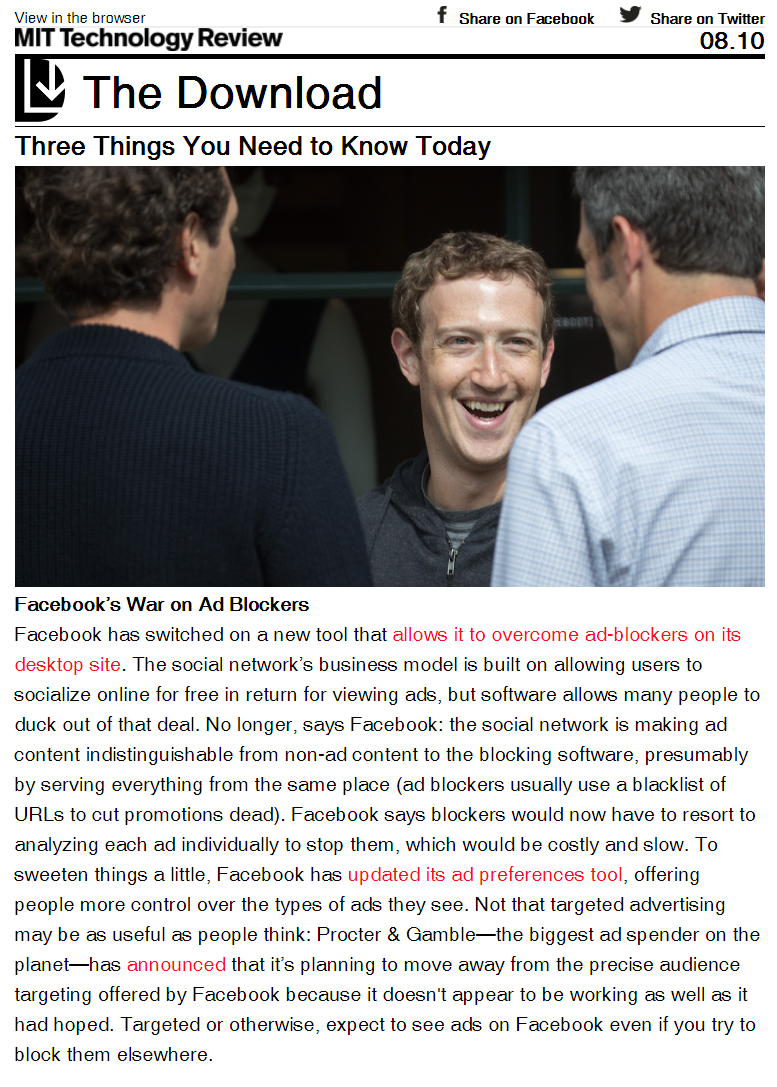 View in the browser
Share on Facebook
Share on Twitter
MIT Technology Review
08.10
The Download
Three Things You Need to Know Today
Facebook’s War on Ad Blockers
Facebook has switched on a new tool that allows it to overcome ad-blockers on its
desktop site. The social network’s business model is built on allowing users to
socialize online for free in return for viewing ads, but software allows many people to
duck out of that deal. No longer, says Facebook: the social network is making ad
content indistinguishable from non-ad content to the blocking software, presumably
by serving everything from the same place (ad blockers usually use a blacklist of
URLs to cut promotions dead). Facebook says blockers would now have to resort to
analyzing each ad individually to stop them, which would be costly and slow. To
sweeten things a little, Facebook has updated its ad preferences tool, offering
people more control over the types of ads they see. Not that targeted advertising
may be as useful as people think: Procter & Gamble—the biggest ad spender on the
planet—has announced that it’s planning to move away from the precise audience
targeting offered by Facebook because it doesn't appear to be working as well as it
had hoped. Targeted or otherwise, expect to see ads on Facebook even if you try to
block them elsewhere.